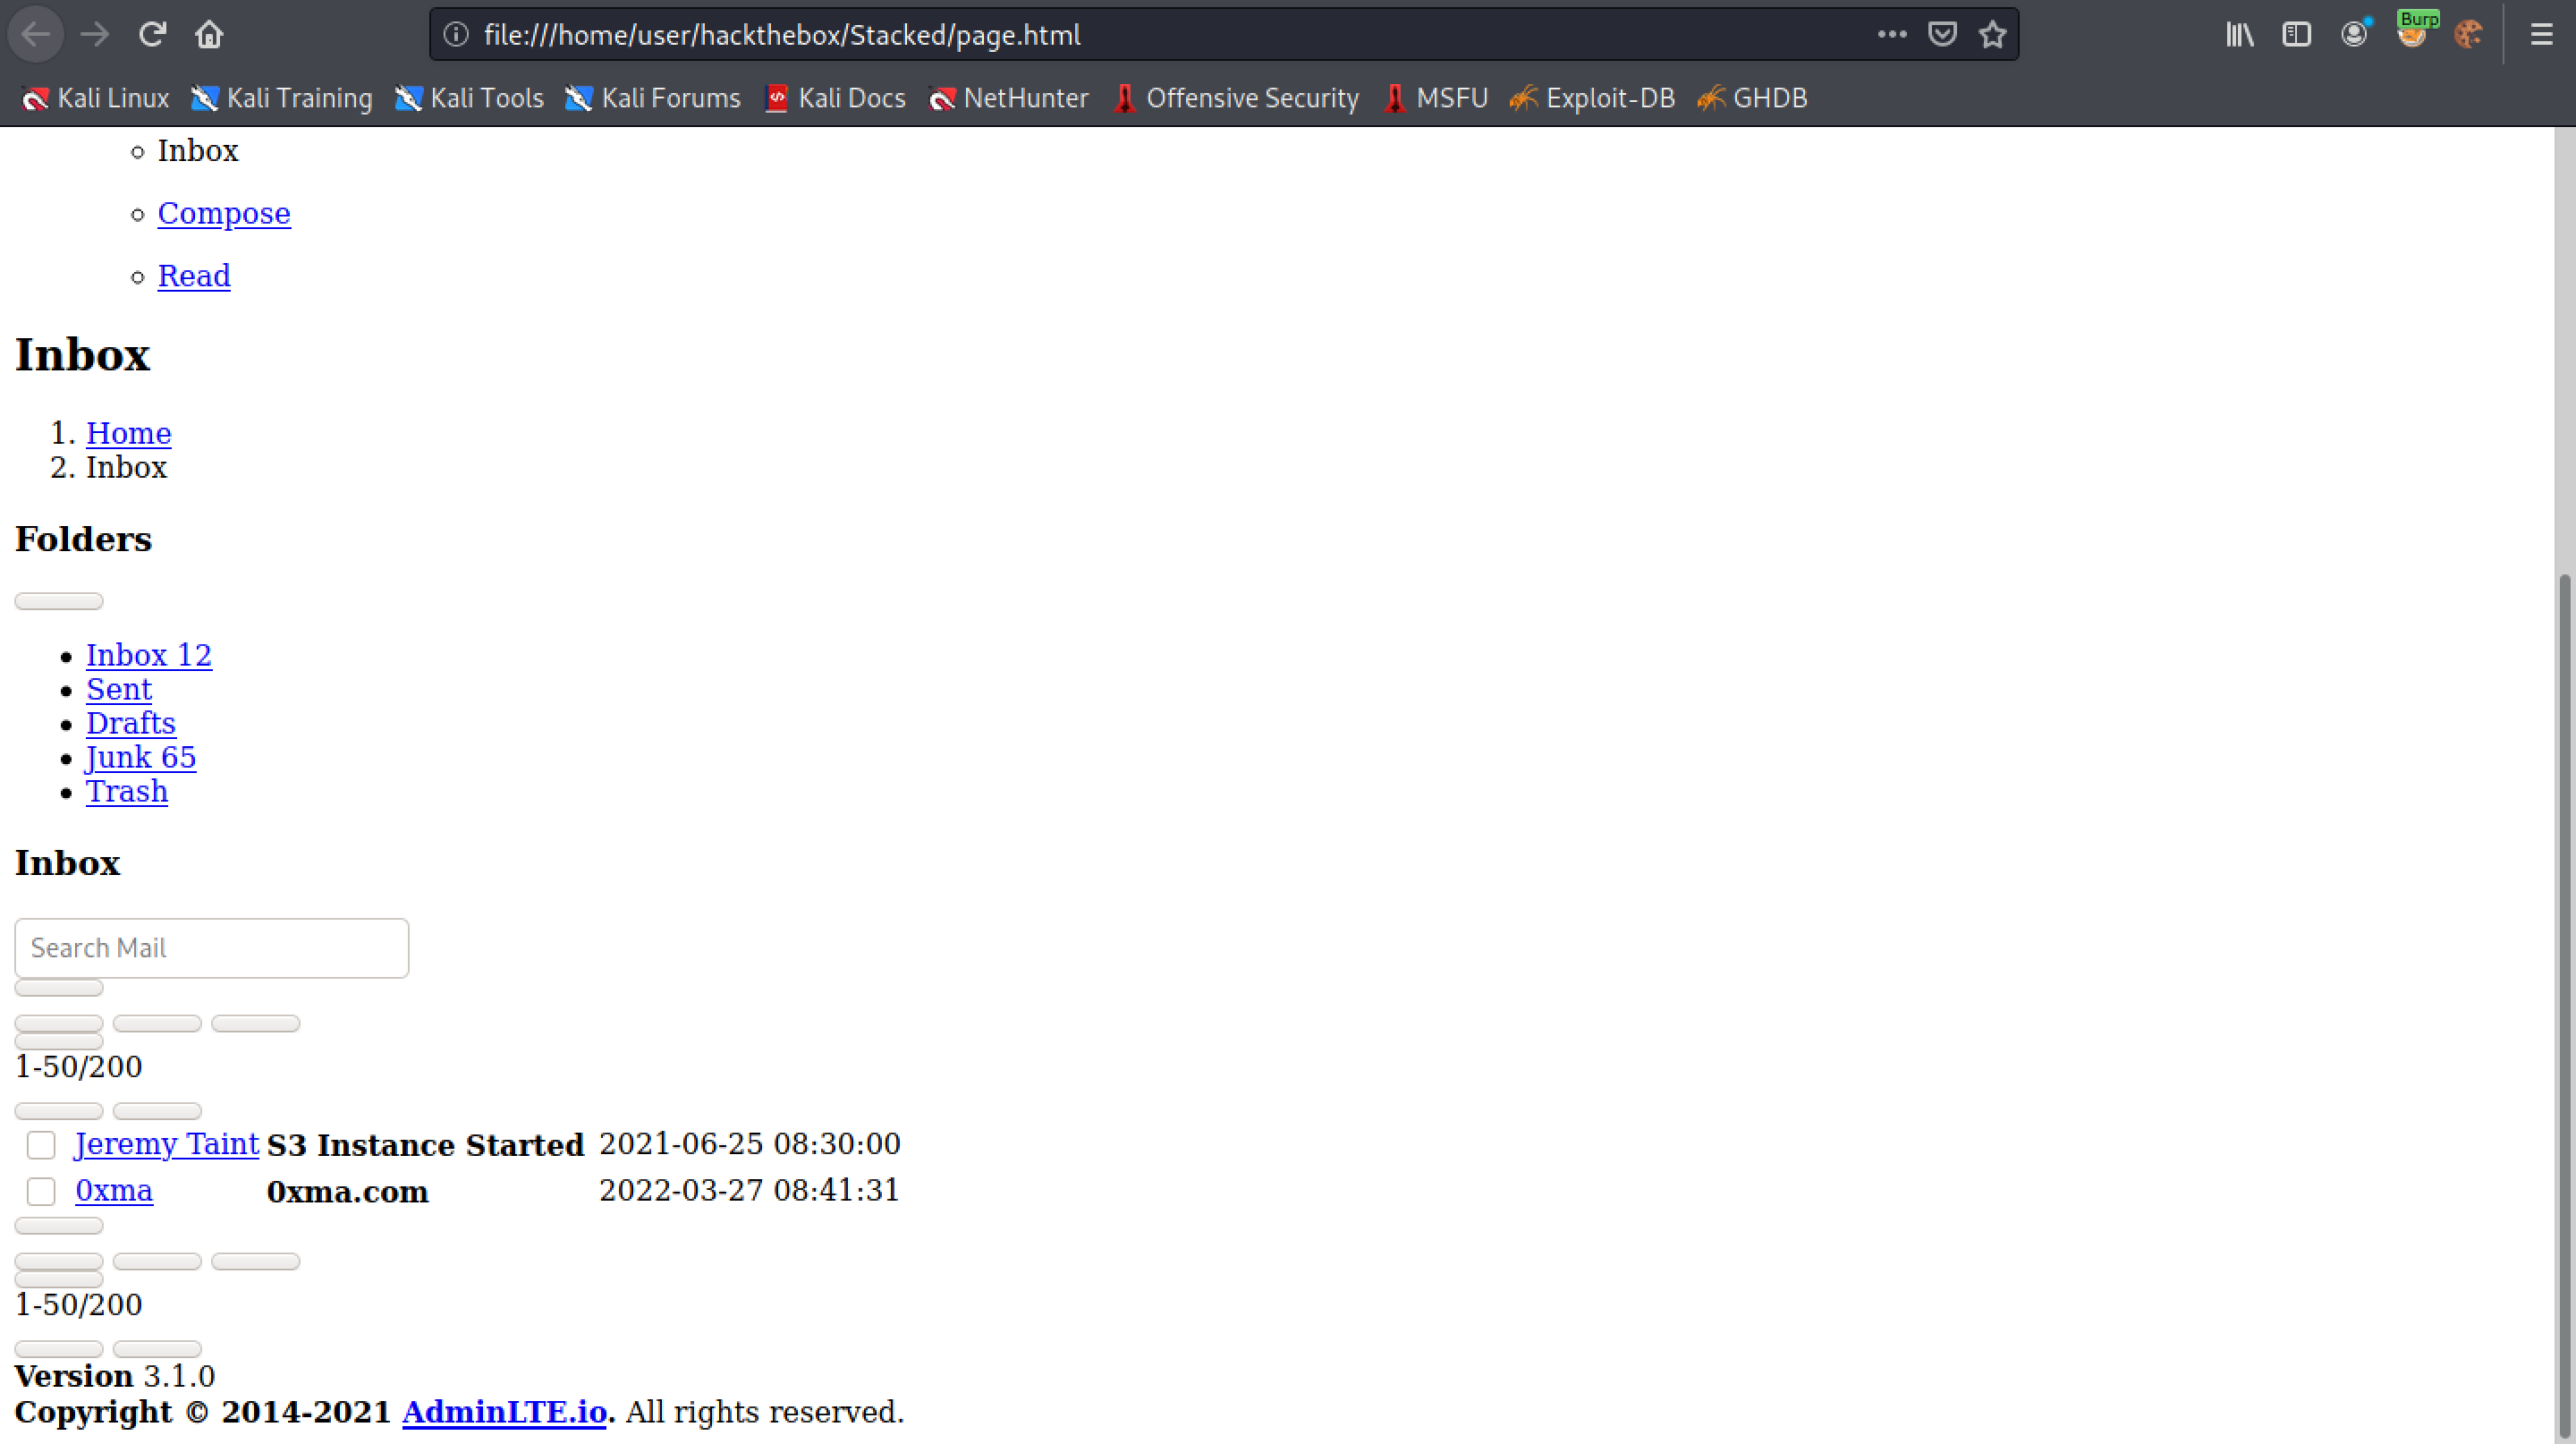 Burp
file:///home/user/hackthebox/Stacked/page.html
Kali Linux Kali Training Kali Tools Kali Forums Kali Docs NetHunter Offensive Security MSFU Exploit-DB GHDB
Inbox
Compose
Read
Inbox
1. Home
2. Inbox
Folders
Inbox 12
Sent
Drafts
Junk 65
Trash
Inbox
Search Mail
1-50/200
Jeremy Taint S3 Instance Started 2021-06-25 08:30:00
0xma 0xma.com 2022-03-27 08:41:31
1-50/200
Version 3.1.0
Copyright © 2014-2021 AdminLTE.io. All rights reserved.